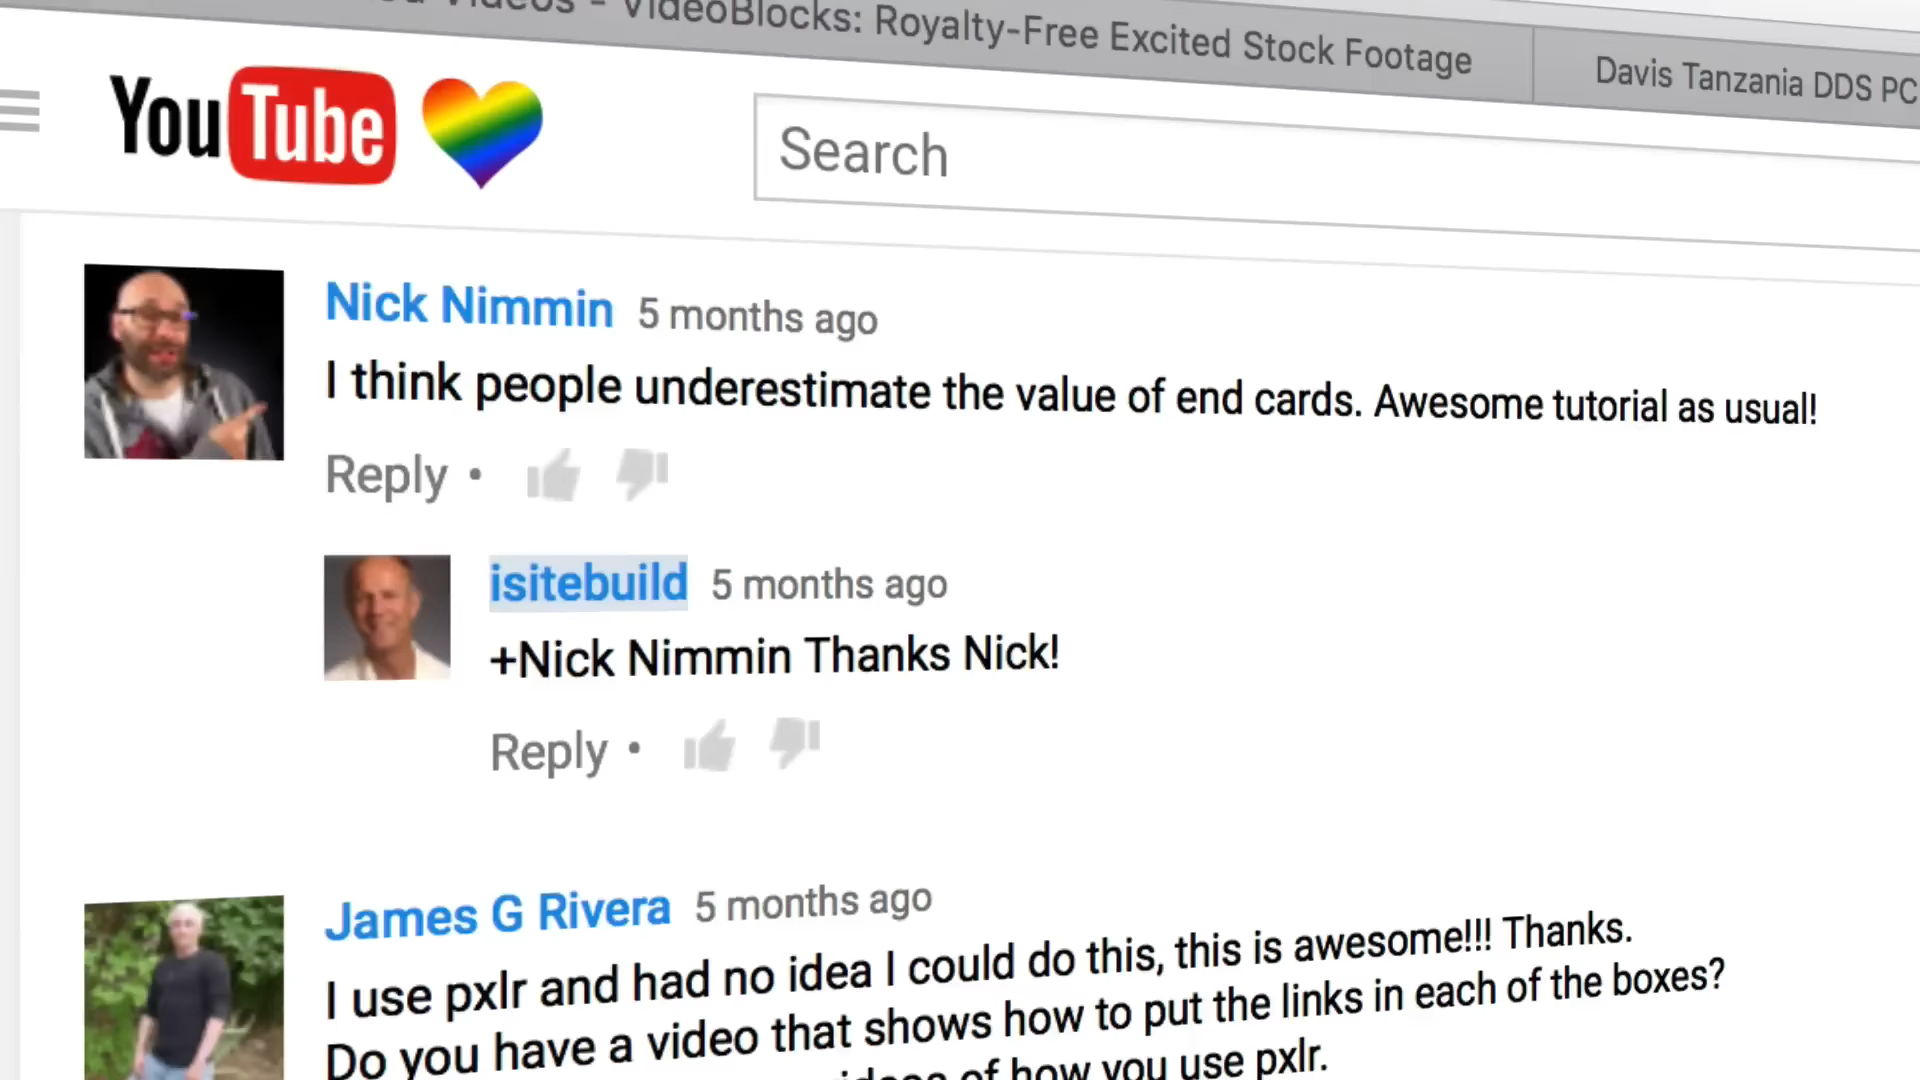 Videos - VideoBlocks: Royalty-Free Excited Stock Footage
Davis Tanzania DDS PC
YouTube
Search
Nick Nimmin 5 months ago
I think people underestimate the value of end cards. Awesome tutorial as usual!
Reply •
isitebuild 5 months ago
+Nick Nimmin Thanks Nick!
Reply •
James G Rivera 5 months ago
I use pxlr and had no idea I could do this, this is awesome!!! Thanks.
Do you have a video that shows how to put the links in each of the boxes?
of how you use pxlr.